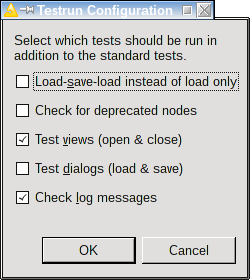 Testrun Configuration
Select which tests should be run in
addition to the standard tests.
Load-save-load instead of load only
Check for deprecated nodes
Test views (open & close)
Test dialogs (load & save)
Check log messages
OK
Cancel